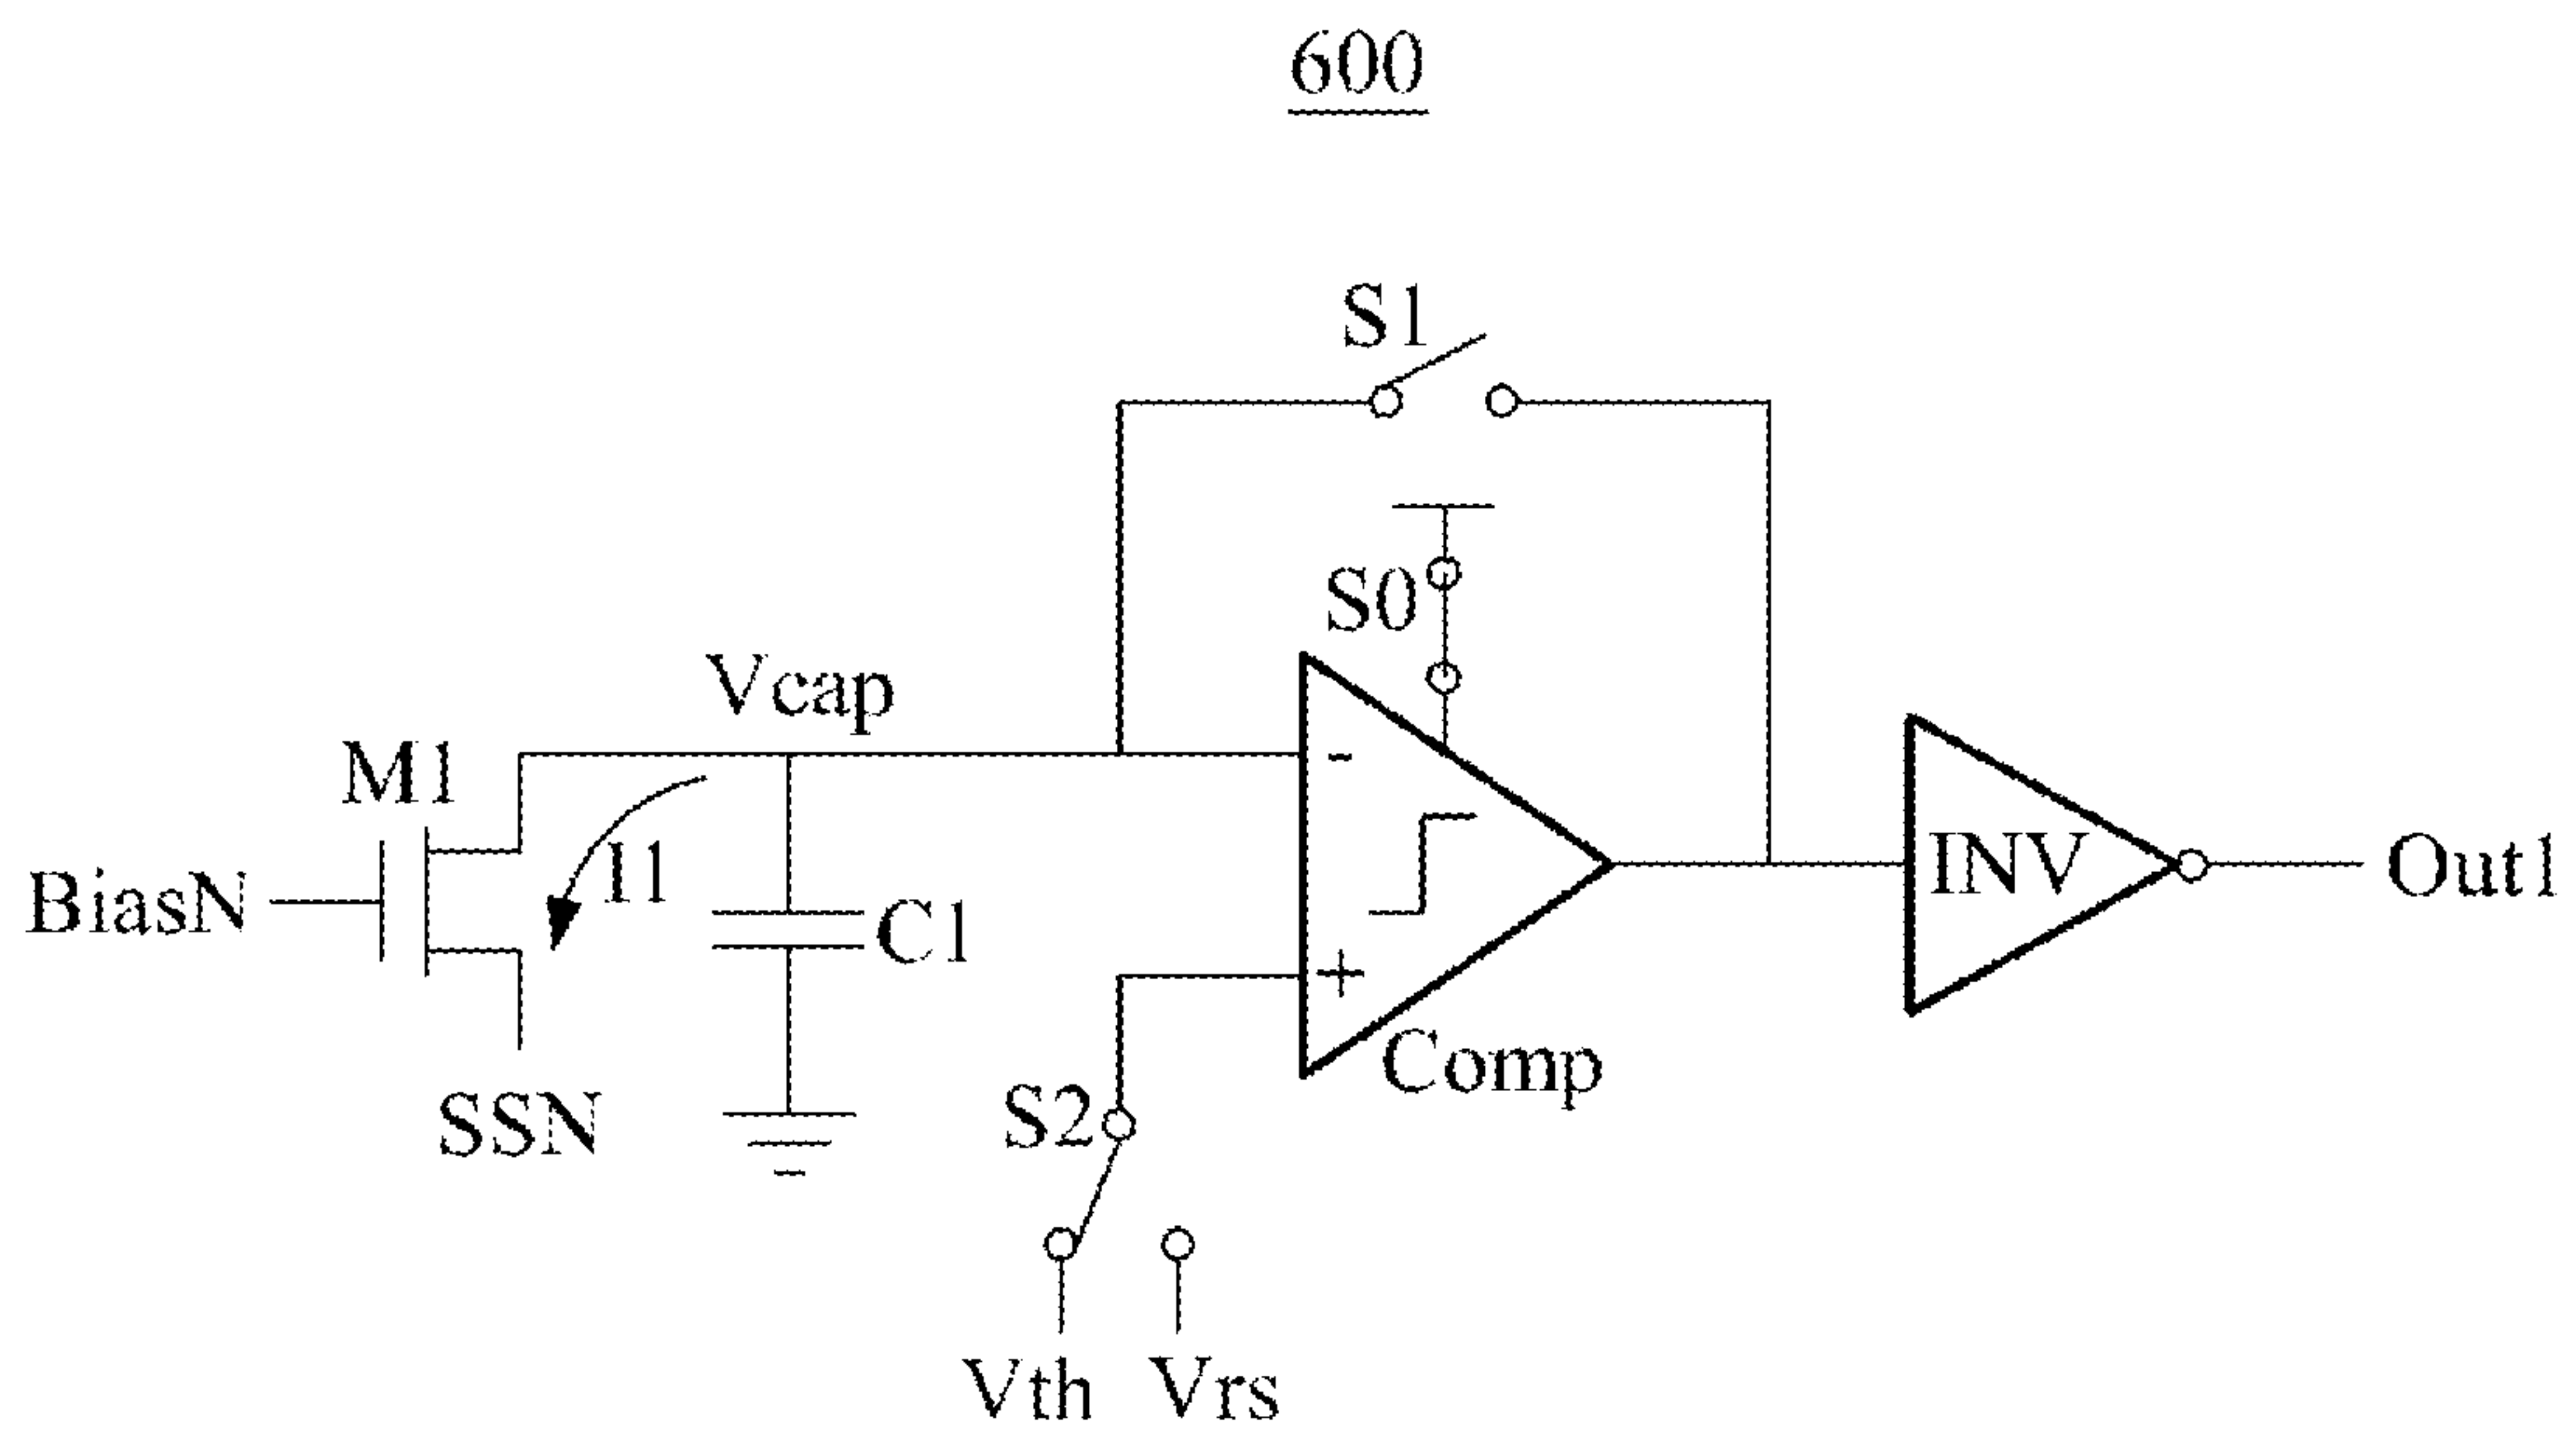 600
S1
S0
Vcap
M1
-
BiasN
I1
C1
INV
Out1
+
Comp
SSN
S2
Vth
Vrs